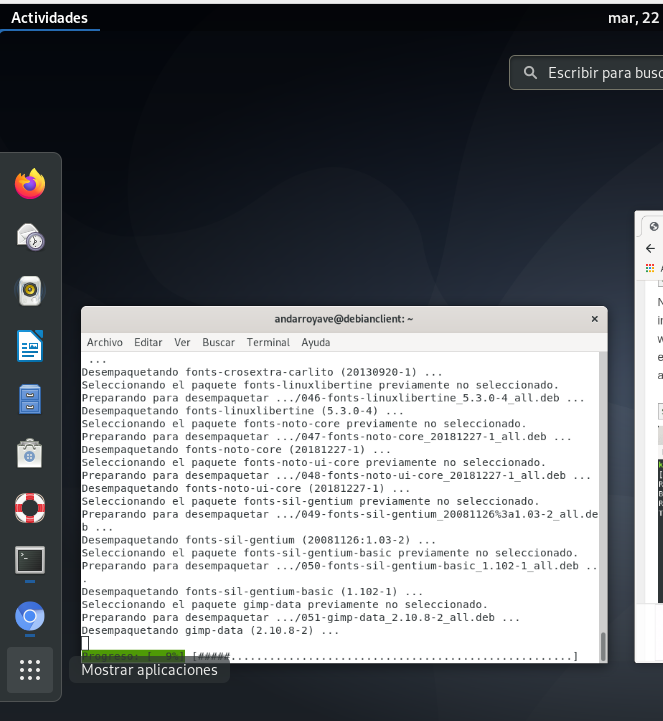 Actividades
mar, 22
Escribir para busc
andarroyave@debianclient: ~
Archivo Editar Ver Buscar Terminal Ayuda
...
Desempaquetando fonts-crosextra-carlito (20130920-1) ...
Seleccionando el paquete fonts-linuxlibertine previamente no seleccionado.
Preparando para desempaquetar .../046-fonts-linuxlibertine_5.3.0-4_all.deb ...
Desempaquetando fonts-linuxlibertine (5.3.0-4) ...
Seleccionando el paquete fonts-noto-core previamente no seleccionado.
Preparando para desempaquetar .../047-fonts-noto-core_20181227-1_all.deb ...
Desempaquetando fonts-noto-core (20181227-1) ...
Seleccionando el paquete fonts-noto-ui-core previamente no seleccionado.
Preparando para desempaquetar .../048-fonts-noto-ui-core_20181227-1_all.deb ...
Desempaquetando fonts-noto-ui-core (20181227-1) ...
Seleccionando el paquete fonts-sil-gentium previamente no seleccionado.
Preparando para desempaquetar .../049-fonts-sil-gentium_20081126%3a1.03-2_all.de
b ...
Desempaquetando fonts-sil-gentium (20081126:1.03-2) ...
Seleccionando el paquete fonts-sil-gentium-basic previamente no seleccionado.
Preparando para desempaquetar .../050-fonts-sil-gentium-basic_1.102-1_all.deb ..
.
Desempaquetando fonts-sil-gentium-basic (1.102-1) ...
Seleccionando el paquete gimp-data previamente no seleccionado.
Preparando para desempaquetar .../051-gimp-data_2.10.8-2_all.deb ...
Desempaquetando gimp-data (2.10.8-2) ...
Progreso: [  9%] [#####.....................................................]
Mostrar aplicaciones